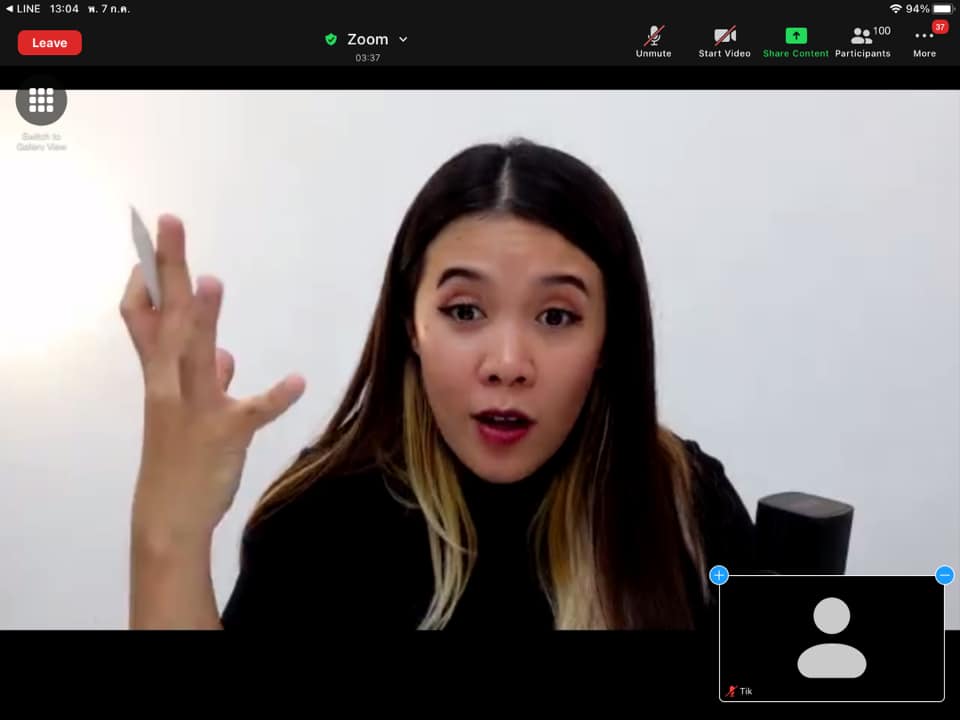 LINE 13:04 พ. 7 ก.ค. 94%
Leave
Zoom
03:37
Unmute
Start Video
Share Content
Participants
100
More
37
Switch to
Gallery View
Tik